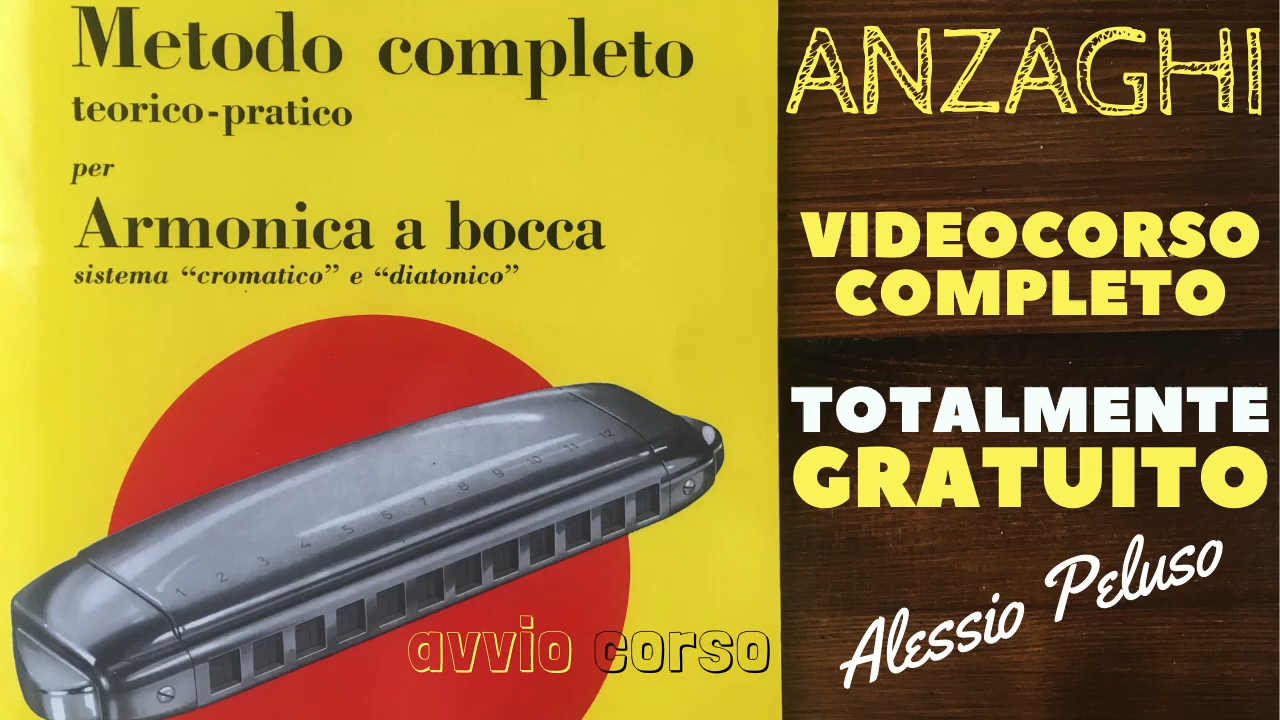 Metodo completo
teorico-pratico
per
Armonica a bocca
sistema “cromatico” e “diatonico”
1 2 3 4 5 6 7 8 9 10 11 12
avvio corso
ANZAGHI
VIDEOCORSO
COMPLETO
TOTALMENTE
GRATUITO
Alessio Peluso